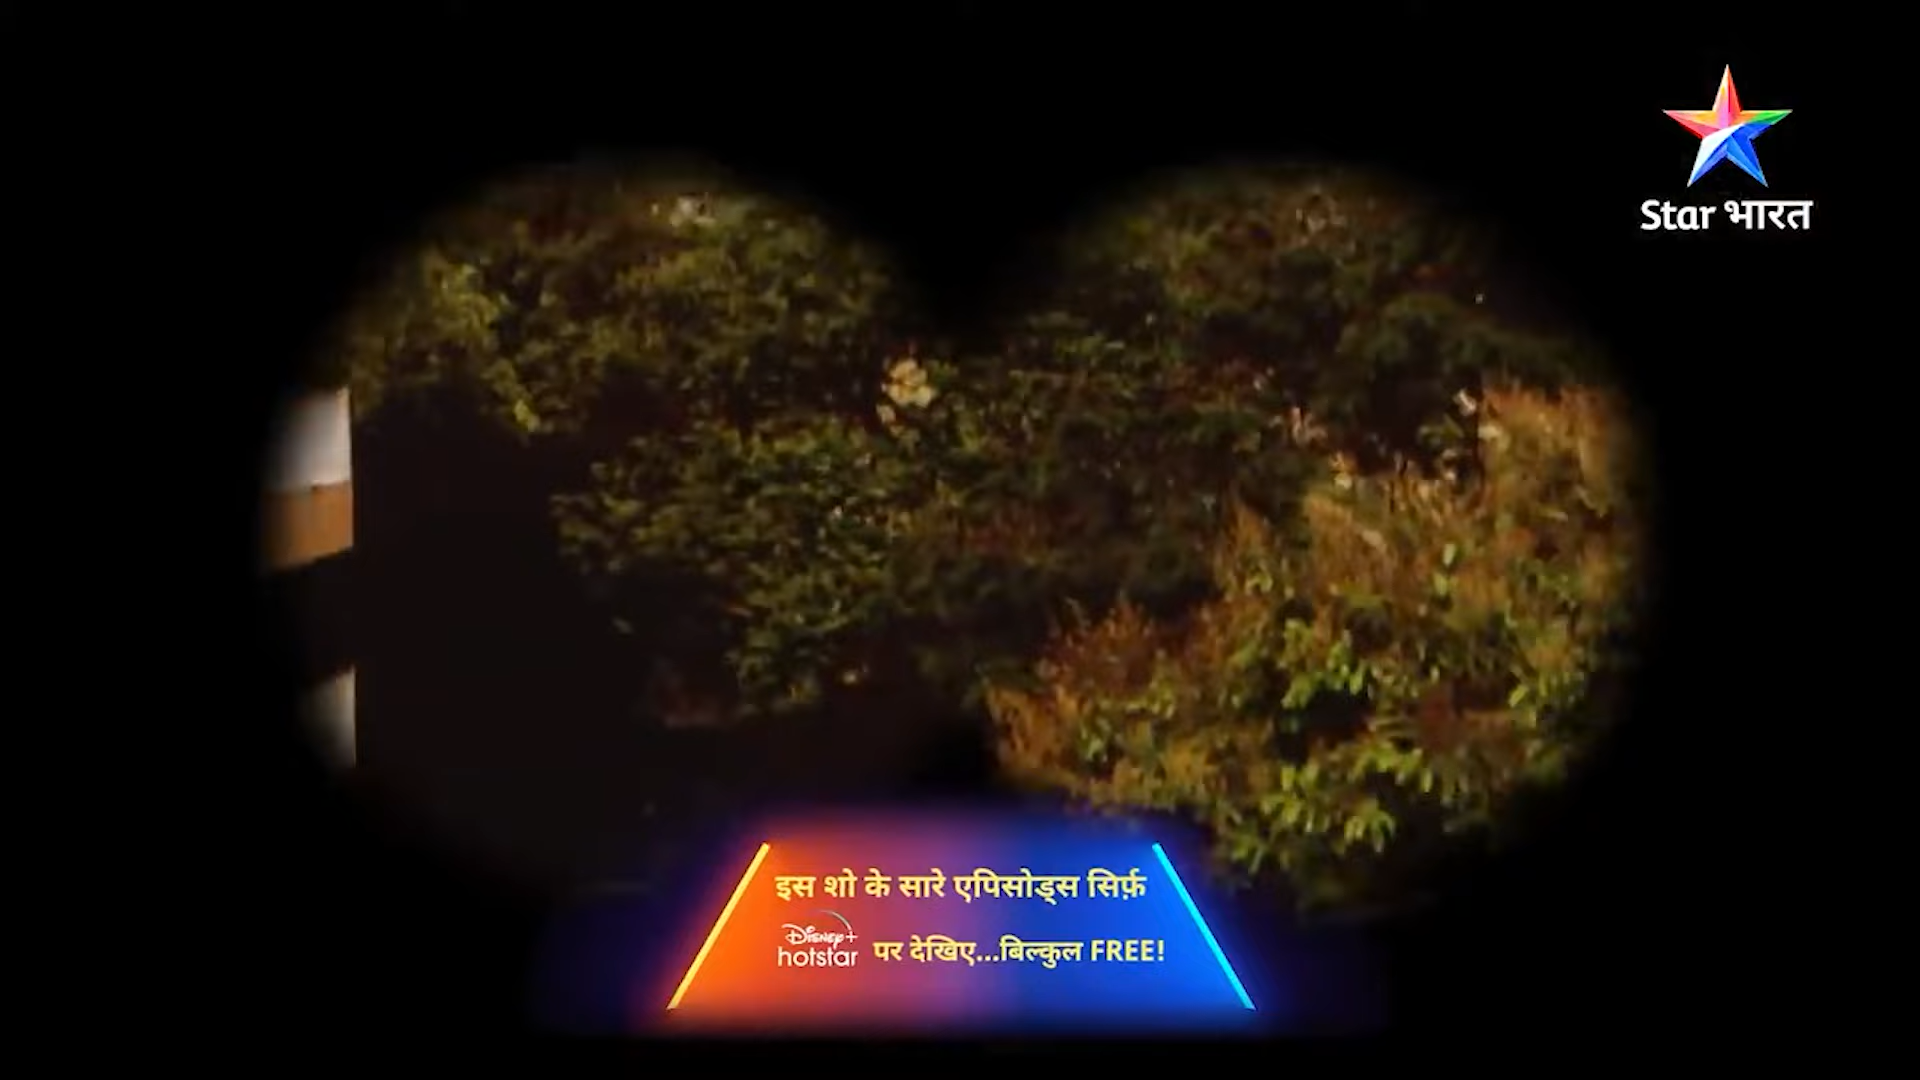 Star भारत
इस शो के सारे एपिसोड्स सिर्फ़
Disney+ hotstar पर देखिए...बिल्कुल FREE!